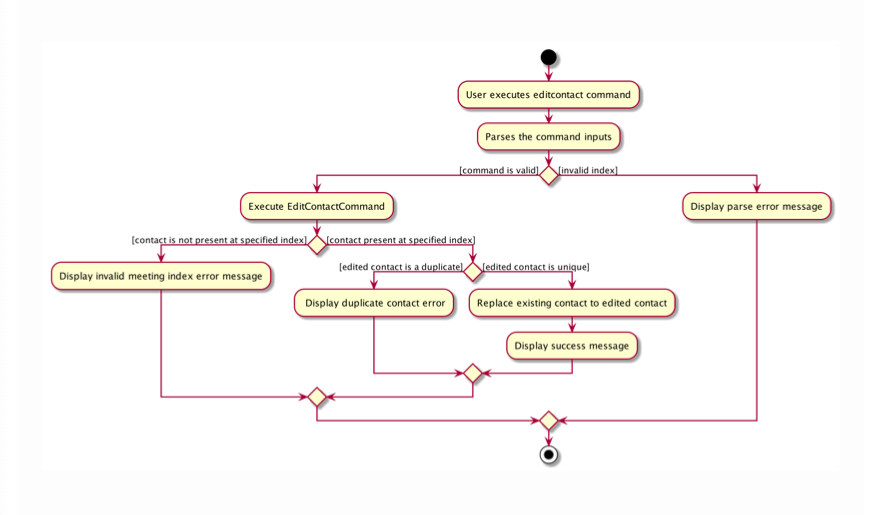 User executes editcontact command
Parses the command inputs
[command is valid]
[invalid index]
Execute EditContactCommand
Display parse error message
[contact is not present at specified index]
[contact present at specified index]
Display invalid meeting index error message
[edited contact is a duplicate]
[edited contact is unique]
Display duplicate contact error
Replace existing contact to edited contact
Display success message